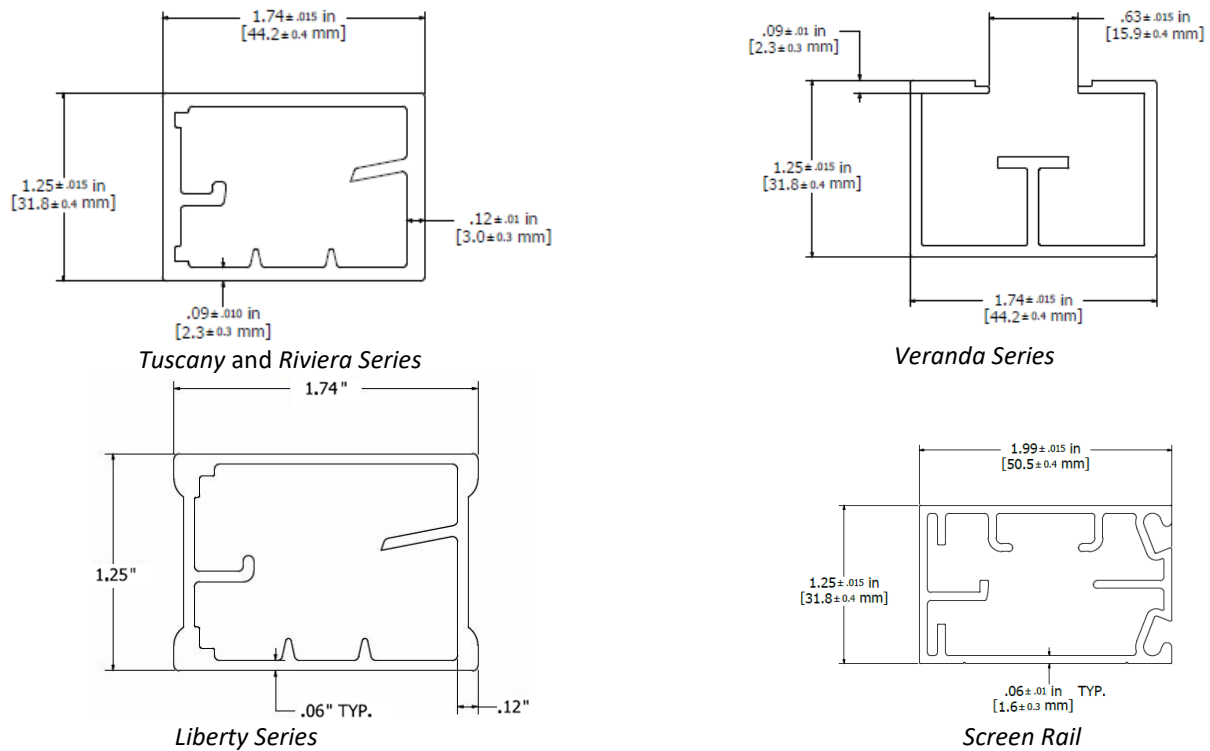 1.74±.015 in
[44.2±0.4 mm]
1.25±.015 in
[31.8±0.4 mm]
.12±.01 in
[3.0±0.3 mm]
.09±.010 in
[2.3±0.3 mm]
Tuscany and Riviera Series
.63±.015 in
[15.9±0.4 mm]
.09±.01 in
[2.3±0.3 mm]
1.25±.015 in
[31.8±0.4 mm]
1.74±.015 in
[44.2±0.4 mm]
Veranda Series
1.74"
1.25"
.06" TYP.
.12"
Liberty Series
1.99±.015 in
[50.5±0.4 mm]
1.25±.015 in
[31.8±0.4 mm]
.06±.01 in TYP.
[1.6±0.3 mm]
Screen Rail